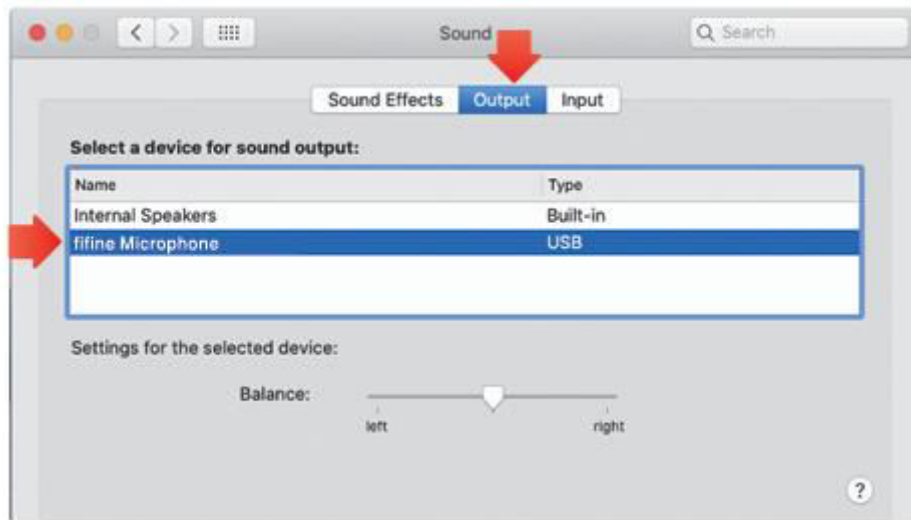 Sound
Search
Sound Effects Output Input
Select a device for sound output:
Name Type
Internal Speakers Built-in
fifine Microphone USB
Settings for the selected device:
Balance:
left right
?